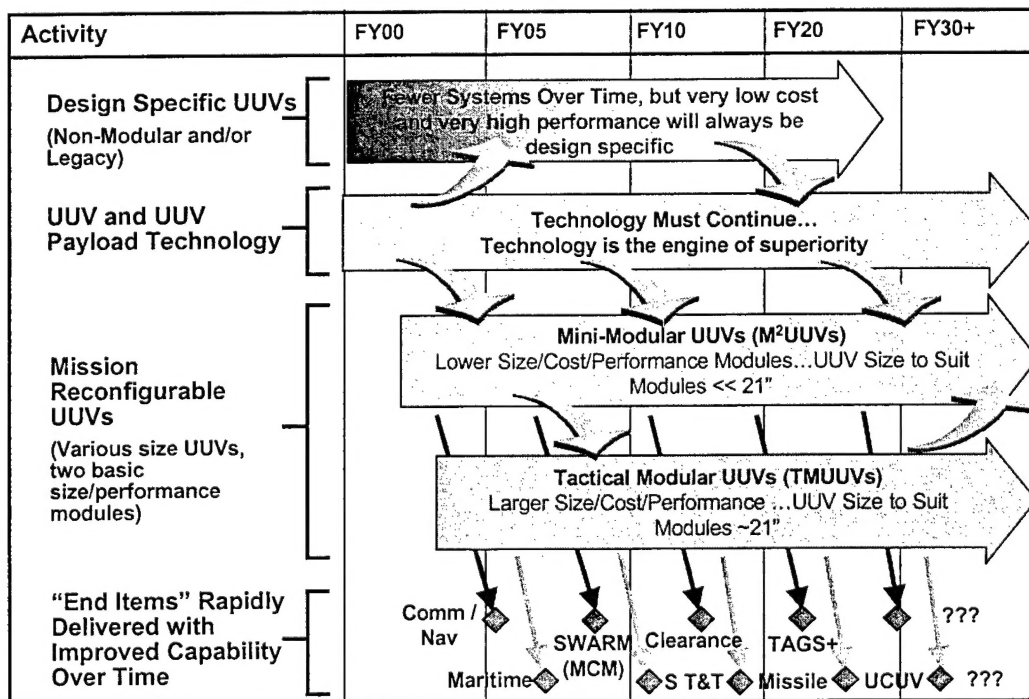 Activity
FY00
FY05
FY10
FY20
FY30+
Design Specific UUVs
(Non-Modular and/or
Legacy)
Fewer Systems Over Time, but very low cost
and very high performance will always be
design specific
UUV and UUV
Payload Technology
Technology Must Continue…
Technology is the engine of superiority
Mission
Reconfigurable
UUVs
(Various size UUVs,
two basic
size/performance
modules)
Mini-Modular UUVs (M²UUVs)
Lower Size/Cost/Performance Modules…UUV Size to Suit
Modules << 21"
Tactical Modular UUVs (TMUUVs)
Larger Size/Cost/Performance …UUV Size to Suit
Modules ~21"
"End Items" Rapidly
Delivered with
Improved Capability
Over Time
Comm /
Nav
SWARM
(MCM)
Clearance
TAGS+
???
Maritime
S T&T
Missile
UCUV
???